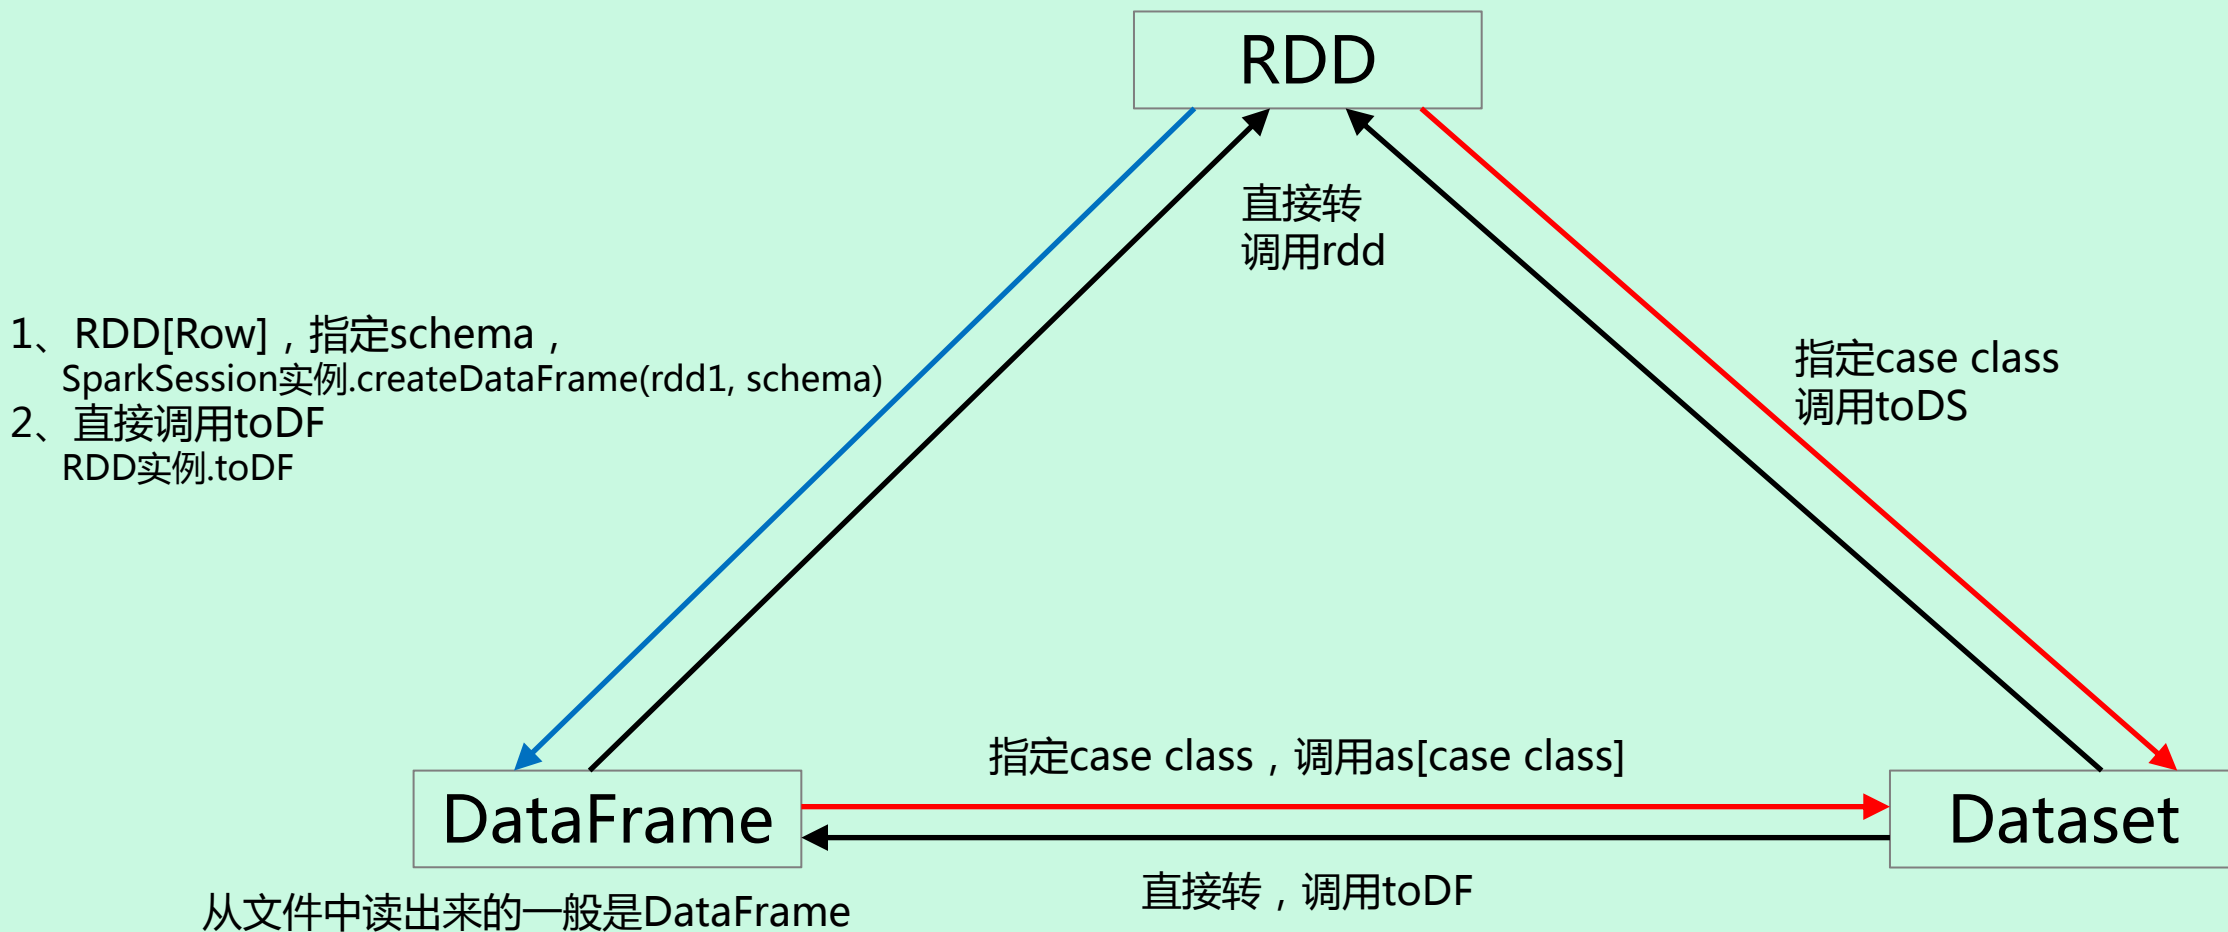 RDD
直接转
调用rdd
1、RDD[Row]，指定schema，
SparkSession实例.createDataFrame(rdd1, schema)
2、直接调用toDF
RDD实例.toDF
指定case class
调用toDS
指定case class，调用as[case class]
DataFrame
Dataset
直接转，调用toDF
从文件中读出来的一般是DataFrame